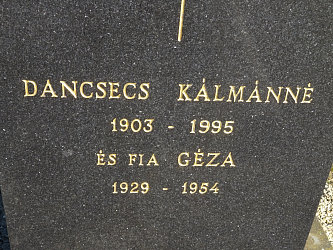 DANCSECS KÁLMÁNNÉ
1903 - 1995
ÉS FIA GÉZA
1929 - 1954